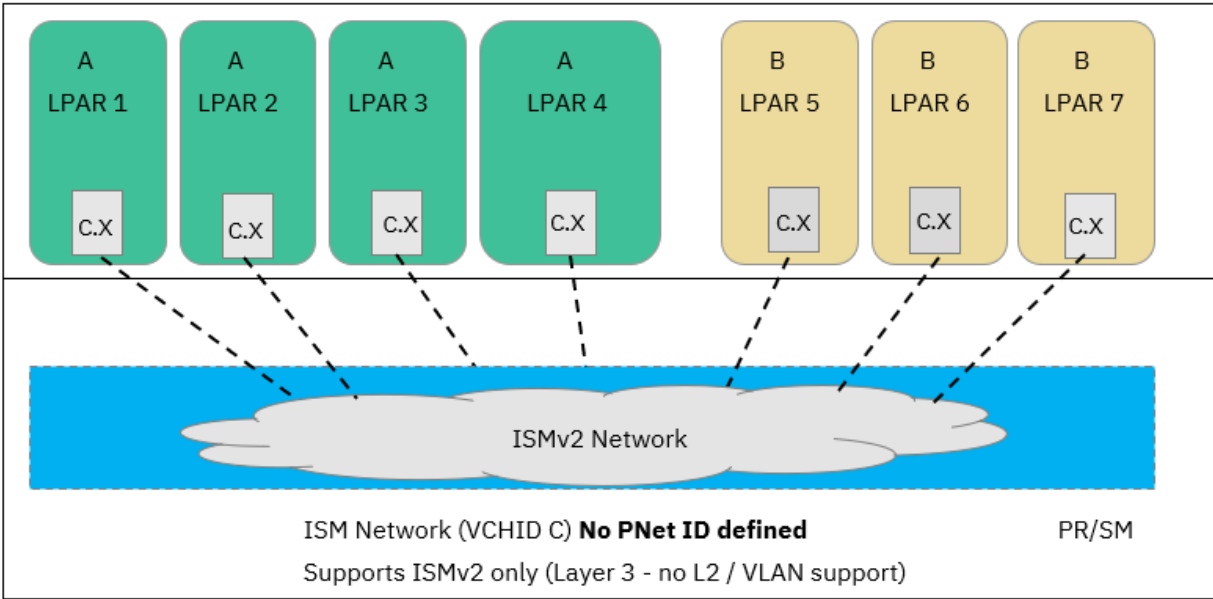 A A A A B B B
LPAR 1 LPAR 2 LPAR 3 LPAR 4 LPAR 5 LPAR 6 LPAR 7
C.X C.X C.X C.X C.X C.X C.X
ISMv2 Network
ISM Network (VCHID C) No PNet ID defined PR/SM
Supports ISMv2 only (Layer 3 - no L2 / VLAN support)